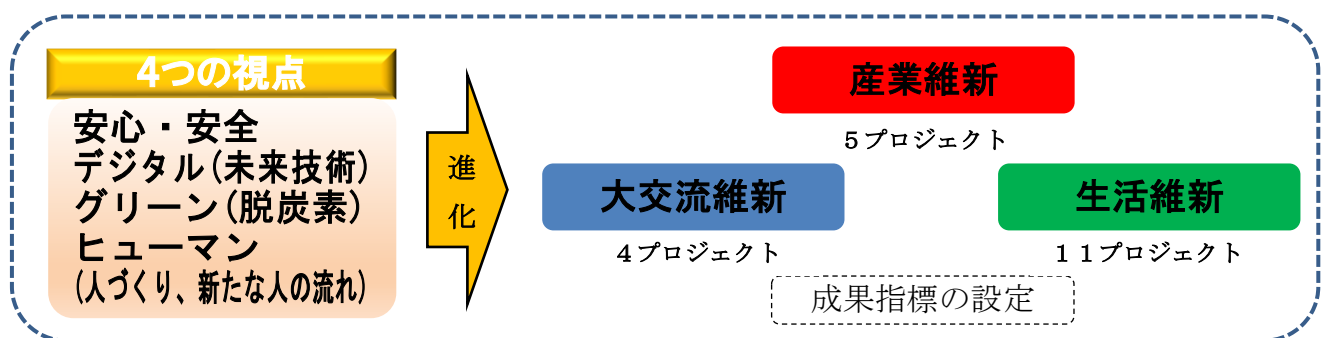 4つの視点
安心・安全
デジタル(未来技術)
グリーン(脱炭素)
ヒューマン
(人づくり、新たな人の流れ)
進
化
産業維新
5プロジェクト
大交流維新
4プロジェクト
生活維新
11プロジェクト
成果指標の設定